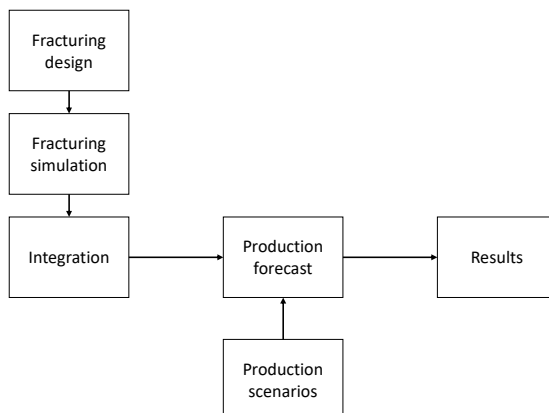 Fracturing
design
Fracturing
simulation
Integration
Production
forecast
Results
Production
scenarios